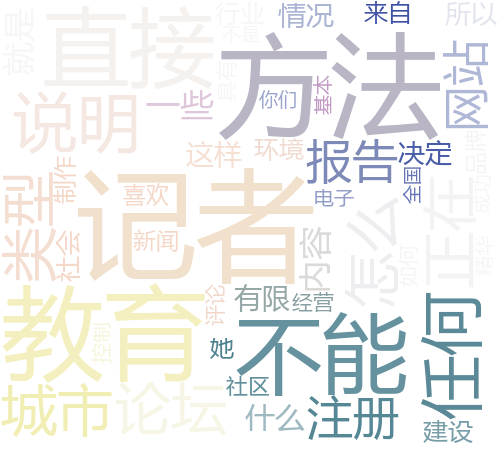 情况
来自
所以
行业
就是
直接
不是
方法
网站
具有
一些
你们
基本
说明
报告
决定
这样
环境
电子
全国
品牌
成功
类型
制作
喜欢
记者
新闻
社会
内容
怎么
正在
如何
精华
教育
控制
评论
有限
经营
不能
任何
她
社区
城市
论坛
什么
注册
建设